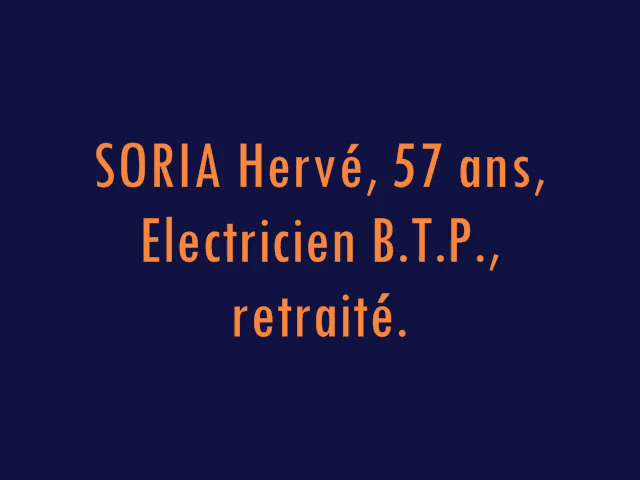 SORIA Hervé, 57 ans,
Electricien B.T.P.,
retraité.